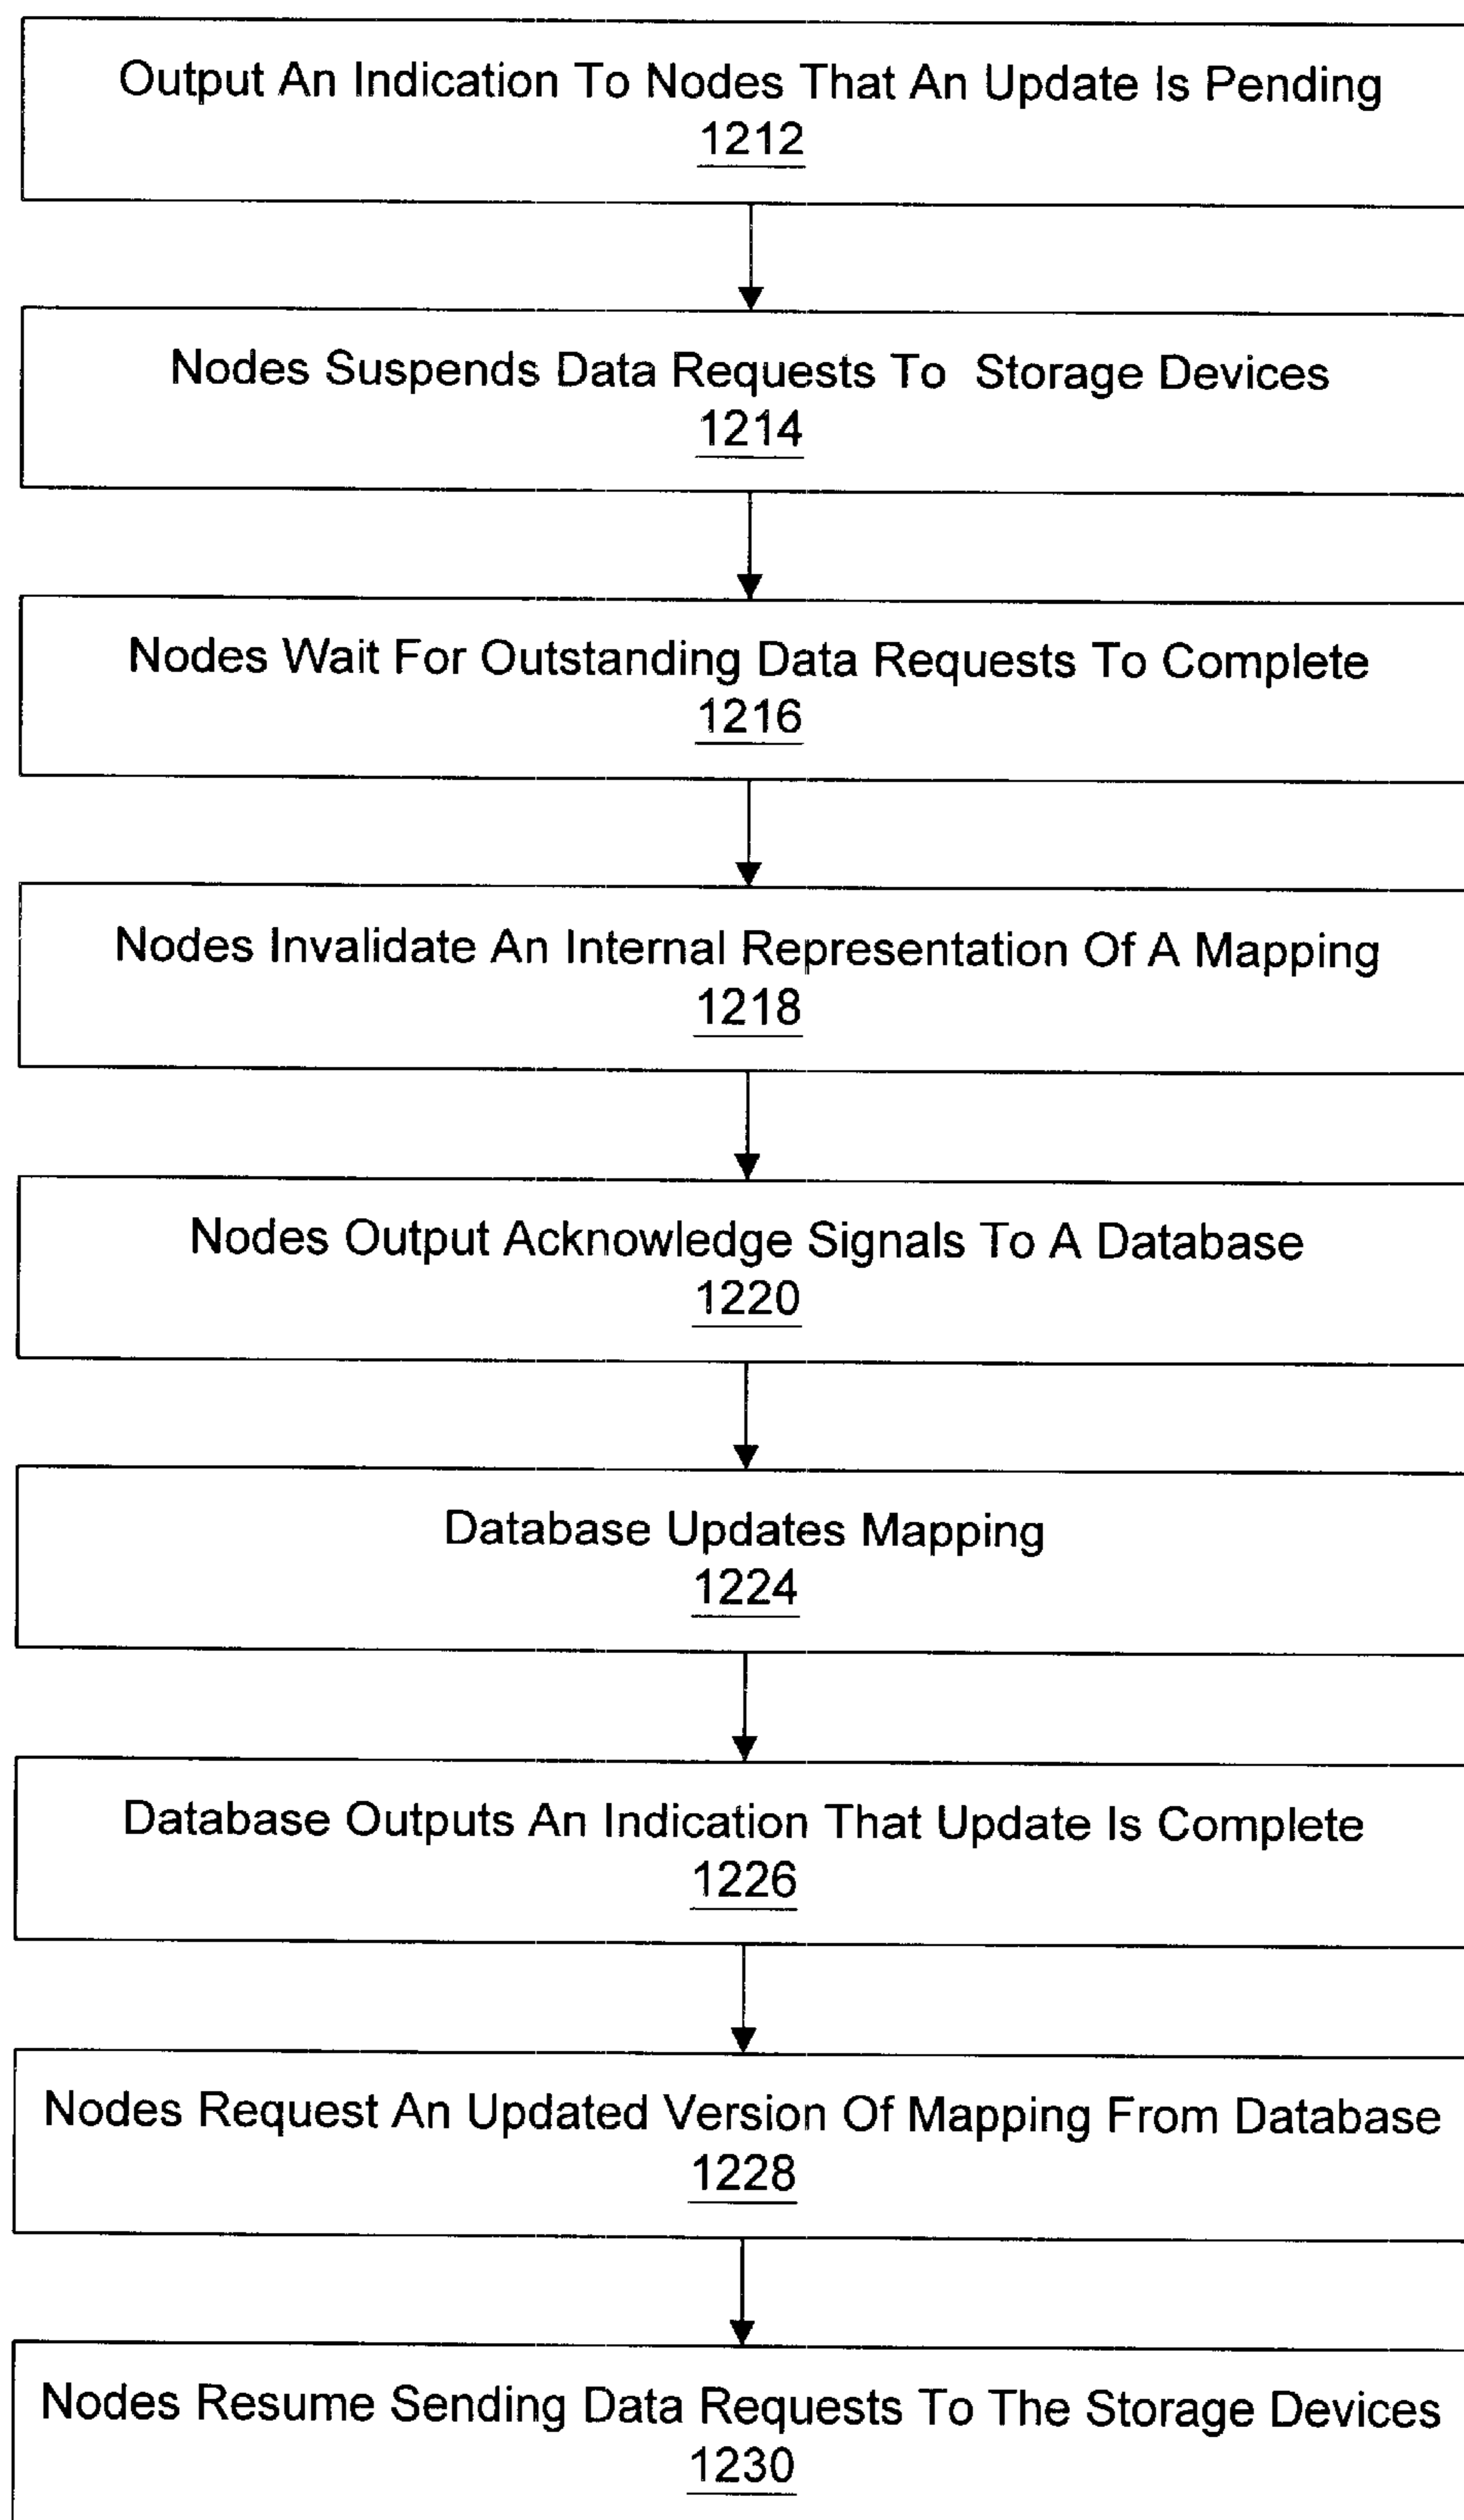 Output An Indication To Nodes That An Update Is Pending
1212
Nodes Suspends Data Requests To Storage Devices
1214
Nodes Wait For Outstanding Data Requests To Complete
1216
Nodes Invalidate An Internal Representation Of A Mapping
1218
Nodes Output Acknowledge Signals To A Database
1220
Database Updates Mapping
1224
Database Outputs An Indication That Update Is Complete
1226
Nodes Request An Updated Version Of Mapping From Database
1228
Nodes Resume Sending Data Requests To The Storage Devices
1230